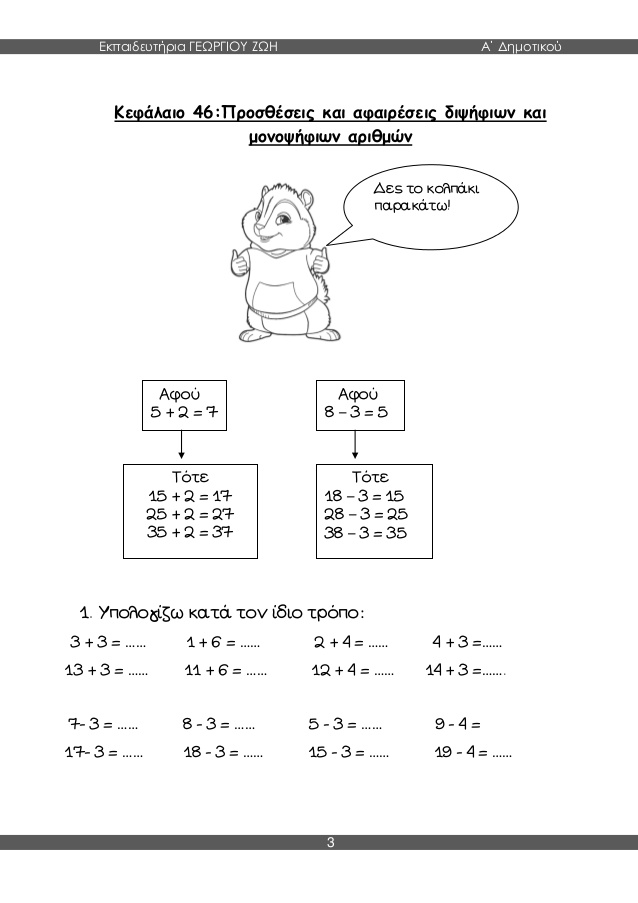 Εκπαιδευτήρια ΓΕΩΡΓΙΟΥ ΖΩΗ Α΄ Δημοτικού
Κεφάλαιο 46:Προσθέσεις και αφαιρέσεις διψήφιων και
μονοψήφιων αριθμών
Δες το κολπάκι
παρακάτω!
Αφού
5 + 2 = 7
Αφού
8 – 3 = 5
Τότε
15 + 2 = 17
25 + 2 = 27
35 + 2 = 37
Τότε
18 – 3 = 15
28 – 3 = 25
38 – 3 = 35
1. Υπολογίζω κατά τον ίδιο τρόπο:
3 + 3 = ...... 1 + 6 = ...... 2 + 4 = ...... 4 + 3 =......
13 + 3 = ...... 11 + 6 = ...... 12 + 4 = ...... 14 + 3 =.......
7- 3 = ...... 8 - 3 = ...... 5 - 3 = ...... 9 - 4 =
17- 3 = ...... 18 - 3 = ...... 15 - 3 = ...... 19 - 4 = ......
3